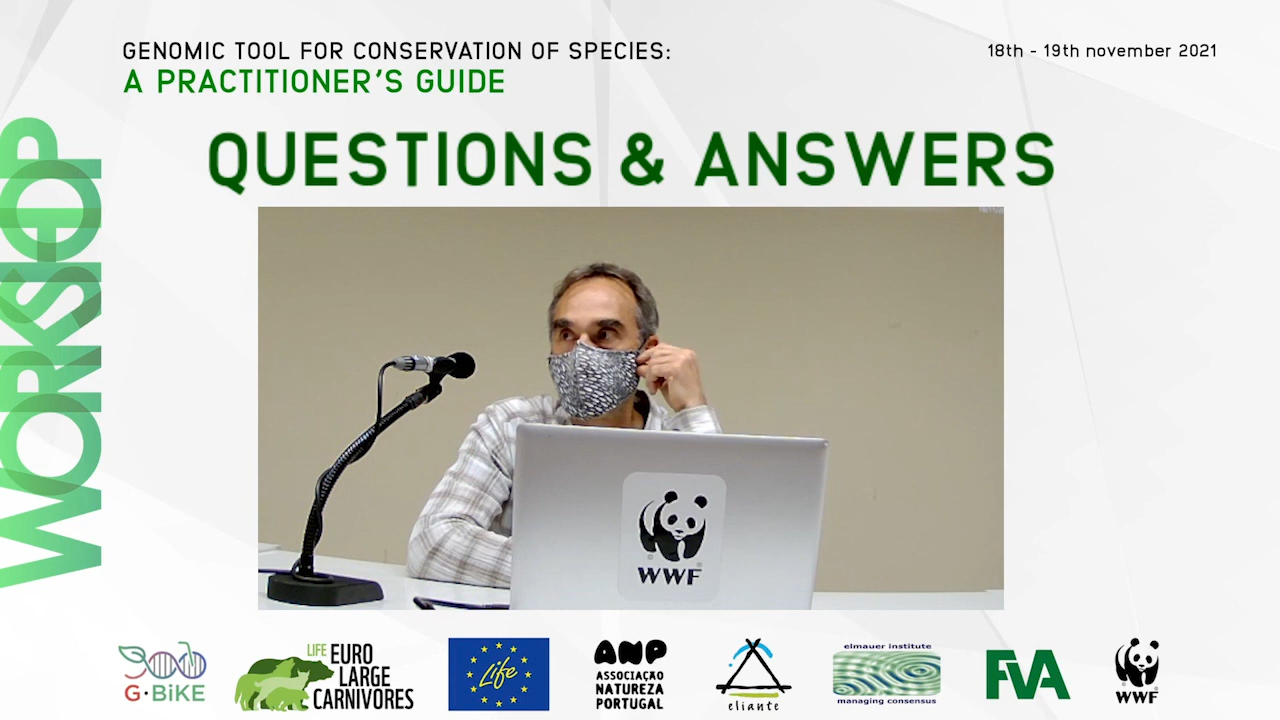 GENOMIC TOOL FOR CONSERVATION OF SPECIES:
A PRACTITIONER'S GUIDE
18th - 19th november 2021
WORKSHOP
QUESTIONS & ANSWERS
WWF
G·BiKE
LIFE EURO
LARGE
CARNIVORES
Life
ANP
ASSOCIAÇÃO
NATUREZA
PORTUGAL
eliante
elmauer institute
managing consensus
FVA
WWF